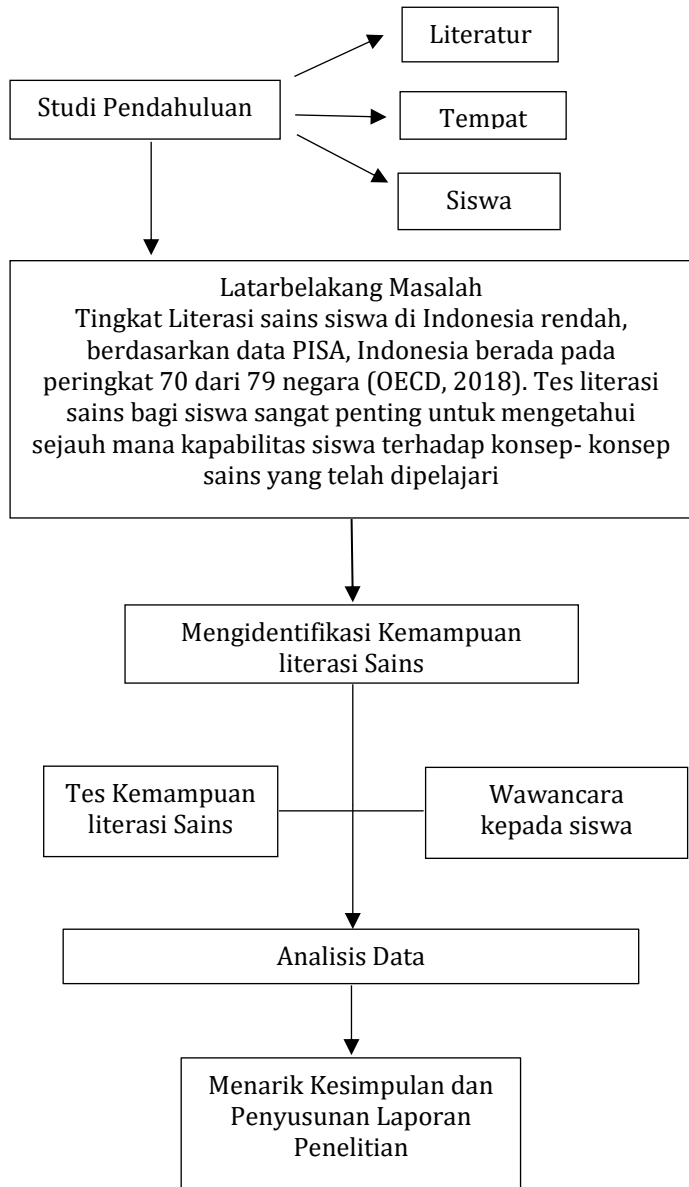 Literatur
Studi Pendahuluan
Tempat
Siswa
Latarbelakang Masalah
Tingkat Literasi sains siswa di Indonesia rendah,
berdasarkan data PISA, Indonesia berada pada
peringkat 70 dari 79 negara (OECD, 2018). Tes literasi
sains bagi siswa sangat penting untuk mengetahui
sejauh mana kapabilitas siswa terhadap konsep- konsep
sains yang telah dipelajari
Mengidentifikasi Kemampuan
literasi Sains
Tes Kemampuan
literasi Sains
Wawancara
kepada siswa
Analisis Data
Menarik Kesimpulan dan
Penyusunan Laporan
Penelitian